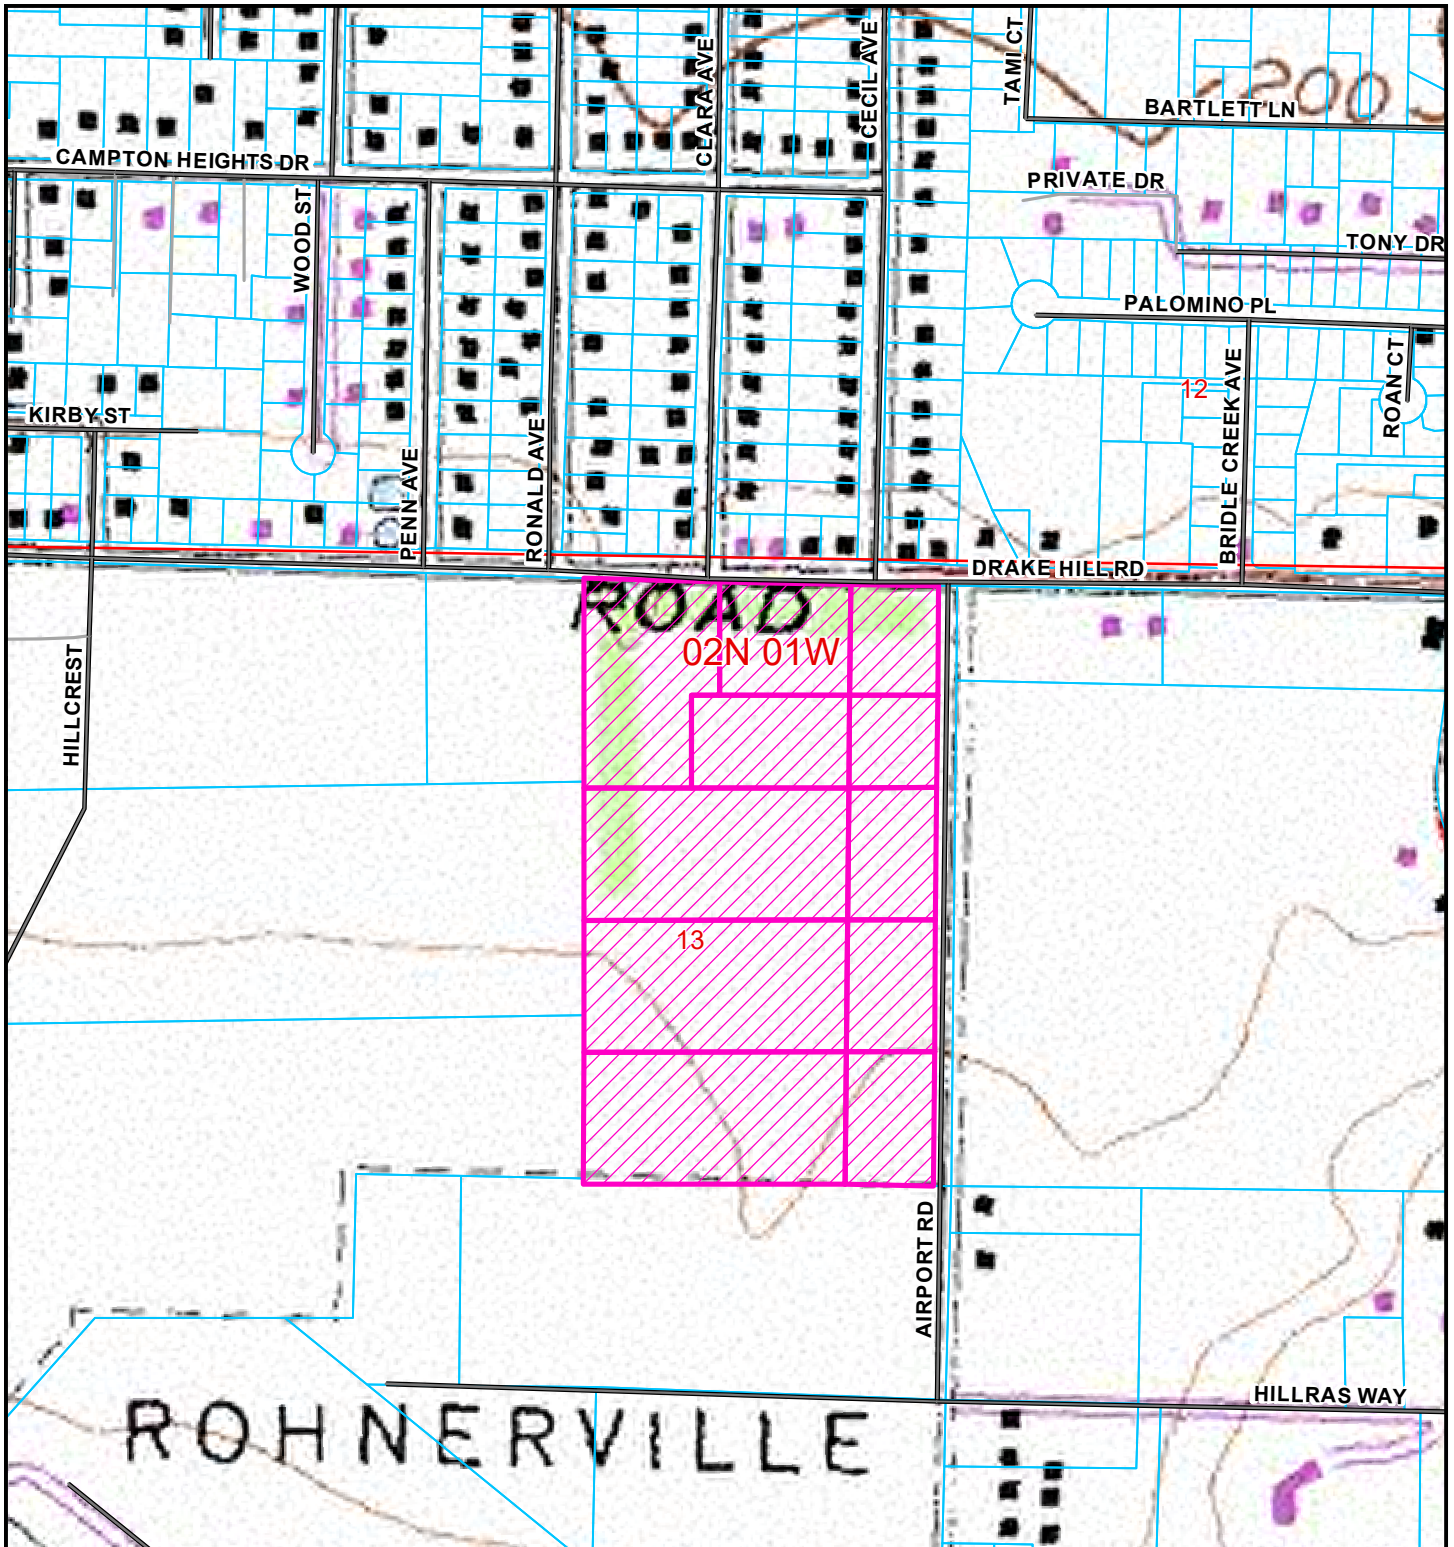 TAMI CT
CLARA AVE
CECIL AVE
200
BARTLETT LN
CAMPTON HEIGHTS DR
PRIVATE DR
WOOD ST
TONY DR
PALOMINO PL
ROAN CT
12
BRIDLE CREEK AVE
KIRBY ST
PENN AVE
RONALD AVE
DRAKE HILL RD
ROAD
02N 01W
HILLCREST
13
AIRPORT RD
HILLRAS WAY
ROHNERVILLE